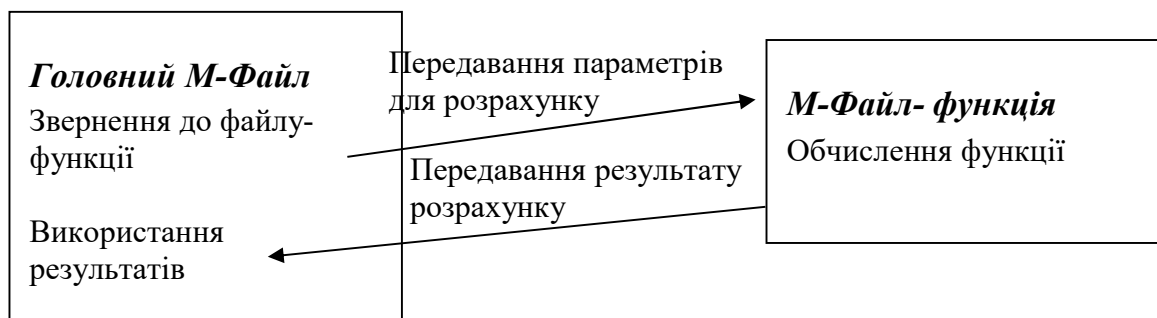 Головний М-Файл
Звернення до файлу-
функції
Використання
результатів
Передавання параметрів
для розрахунку
Передавання результату
розрахунку
М-Файл- функція
Обчислення функції